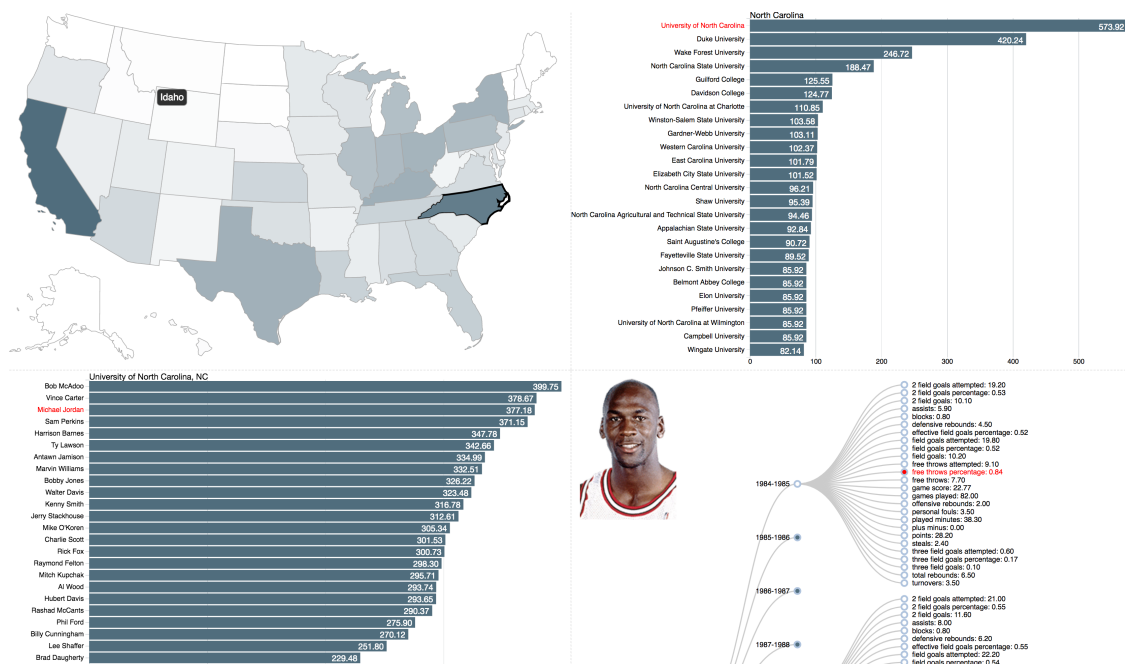 Idaho
North Carolina
University of North Carolina 573.92
Duke University 420.24
Wake Forest University 246.72
North Carolina State University 188.47
Guilford College 125.55
Davidson College 124.77
University of North Carolina at Charlotte 110.85
Winston-Salem State University 103.58
Gardner-Webb University 103.11
Western Carolina University 102.37
East Carolina University 101.79
Elizabeth City State University 101.52
North Carolina Central University 96.21
Shaw University 95.39
North Carolina Agricultural and Technical State University 94.46
Appalachian State University 92.84
Saint Augustine's College 90.72
Fayetteville State University 89.52
Johnson C. Smith University 85.92
Belmont Abbey College 85.92
Elon University 85.92
Pfeiffer University 85.92
University of North Carolina at Wilmington 85.92
Campbell University 85.92
Wingate University 82.14
0 100 200 300 400 500
University of North Carolina, NC
Bob McAdoo 399.75
Vince Carter 378.67
Michael Jordan 377.18
Sam Perkins 371.15
Harrison Barnes 347.78
Ty Lawson 342.66
Antawn Jamison 334.99
Marvin Williams 332.51
Bobby Jones 326.22
Walter Davis 323.48
Kenny Smith 316.78
Jerry Stackhouse 312.61
Mike O'Koren 305.34
Charlie Scott 301.53
Rick Fox 300.73
Raymond Felton 298.30
Mitch Kupchak 295.71
Al Wood 293.74
Hubert Davis 293.65
Rashad McCants 290.37
Phil Ford 275.90
Billy Cunningham 270.12
Lee Shaffer 251.80
Brad Daugherty 229.48
1984-1985
2 field goals attempted: 19.20
2 field goals percentage: 0.53
2 field goals: 10.10
assists: 5.90
blocks: 0.80
defensive rebounds: 4.50
effective field goals percentage: 0.52
field goals attempted: 19.80
field goals percentage: 0.52
field goals: 10.20
free throws attempted: 9.10
free throws percentage: 0.84
free throws: 7.70
game score: 22.77
games played: 82.00
offensive rebounds: 2.00
personal fouls: 3.50
played minutes: 38.30
plus minus: 0.00
points: 28.20
steals: 2.40
three field goals attempted: 0.60
three field goals percentage: 0.17
three field goals: 0.10
total rebounds: 6.50
turnovers: 3.50
1985-1986
1986-1987
1987-1988
2 field goals attempted: 21.00
2 field goals percentage: 0.55
2 field goals: 11.60
assists: 8.00
blocks: 0.80
defensive rebounds: 6.20
effective field goals percentage: 0.55
field goals attempted: 22.20
field goals percentage: 0.54